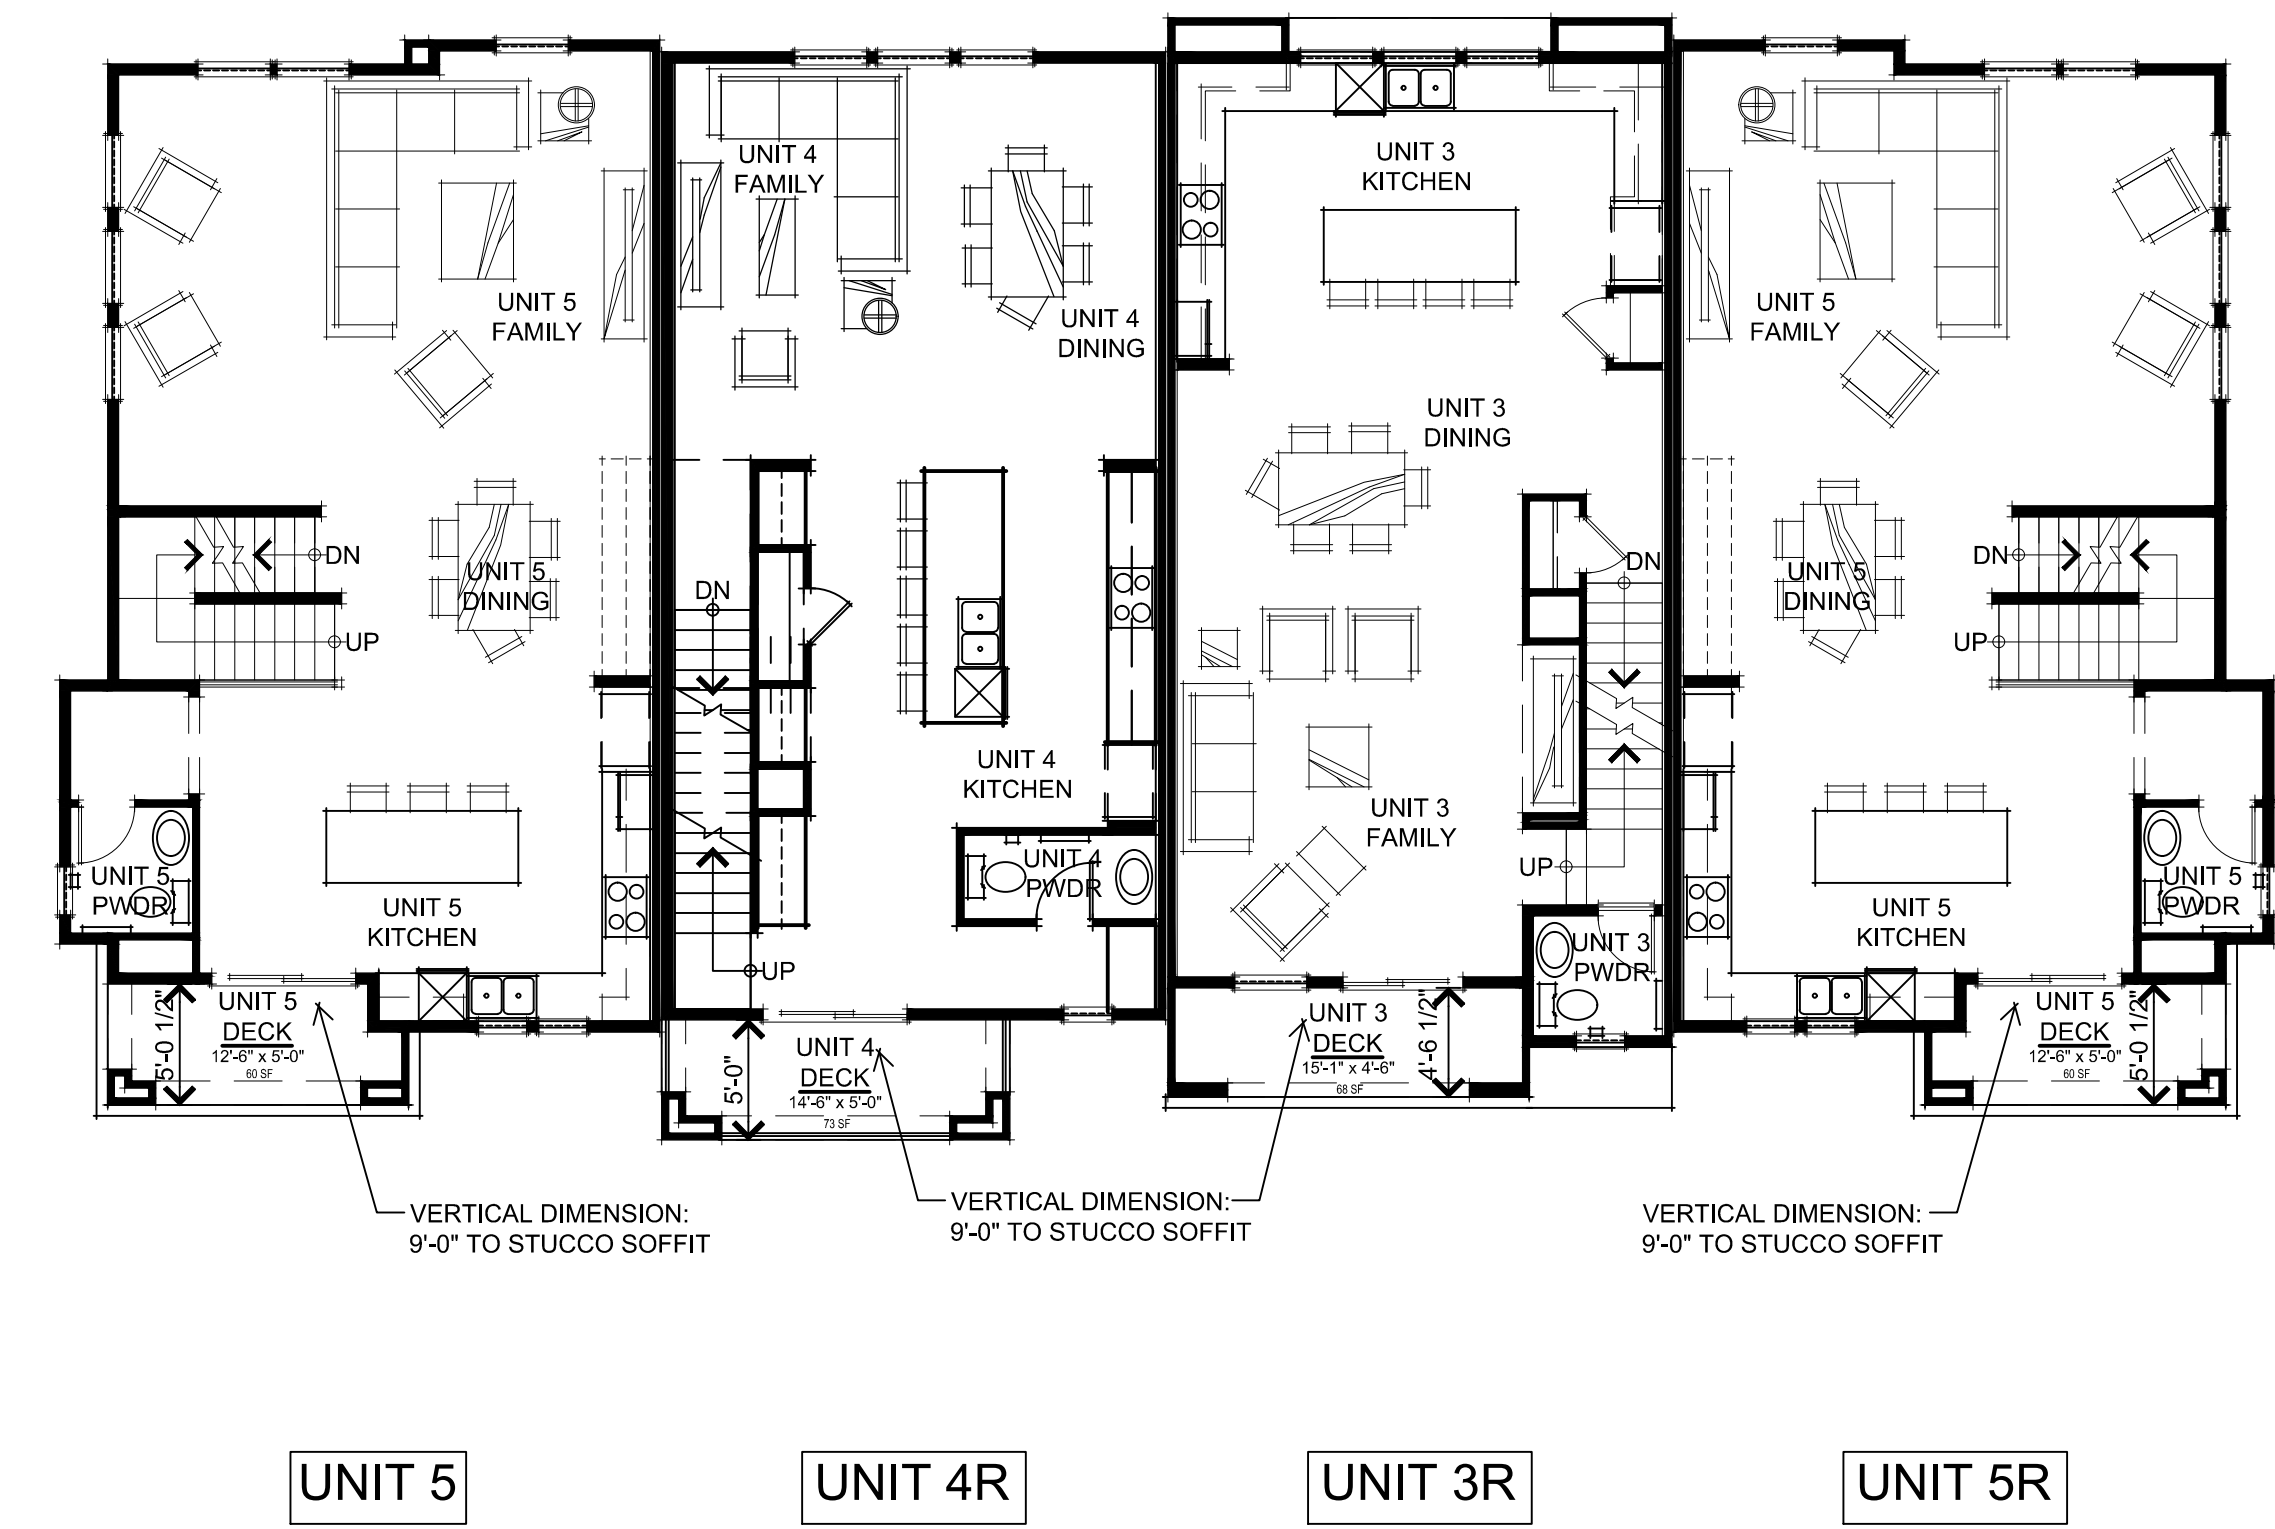 UNIT 5
FAMILY
DN
UP
UNIT 5
DINING
UNIT 5
PWDR
UNIT 5
KITCHEN
UNIT 5
DECK
12'-6" x 5'-0"
60 SF
5'-0 1/2"
VERTICAL DIMENSION:
9'-0" TO STUCCO SOFFIT
UNIT 4
FAMILY
UNIT 4
DINING
DN
UNIT 4
KITCHEN
UNIT 4
PWDR
UP
UNIT 4
DECK
14'-6" x 5'-0"
73 SF
5'-0"
VERTICAL DIMENSION:
9'-0" TO STUCCO SOFFIT
UNIT 3
KITCHEN
UNIT 3
DINING
DN
UNIT 3
FAMILY
UP
UNIT 3
PWDR
UNIT 3
DECK
15'-1" x 4'-6"
68 SF
4'-6 1/2"
UNIT 5
FAMILY
DN
UP
UNIT 5
DINING
UNIT 5
PWDR
UNIT 5
KITCHEN
UNIT 5
DECK
12'-6" x 5'-0"
60 SF
5'-0 1/2"
VERTICAL DIMENSION:
9'-0" TO STUCCO SOFFIT
UNIT 5
UNIT 4R
UNIT 3R
UNIT 5R